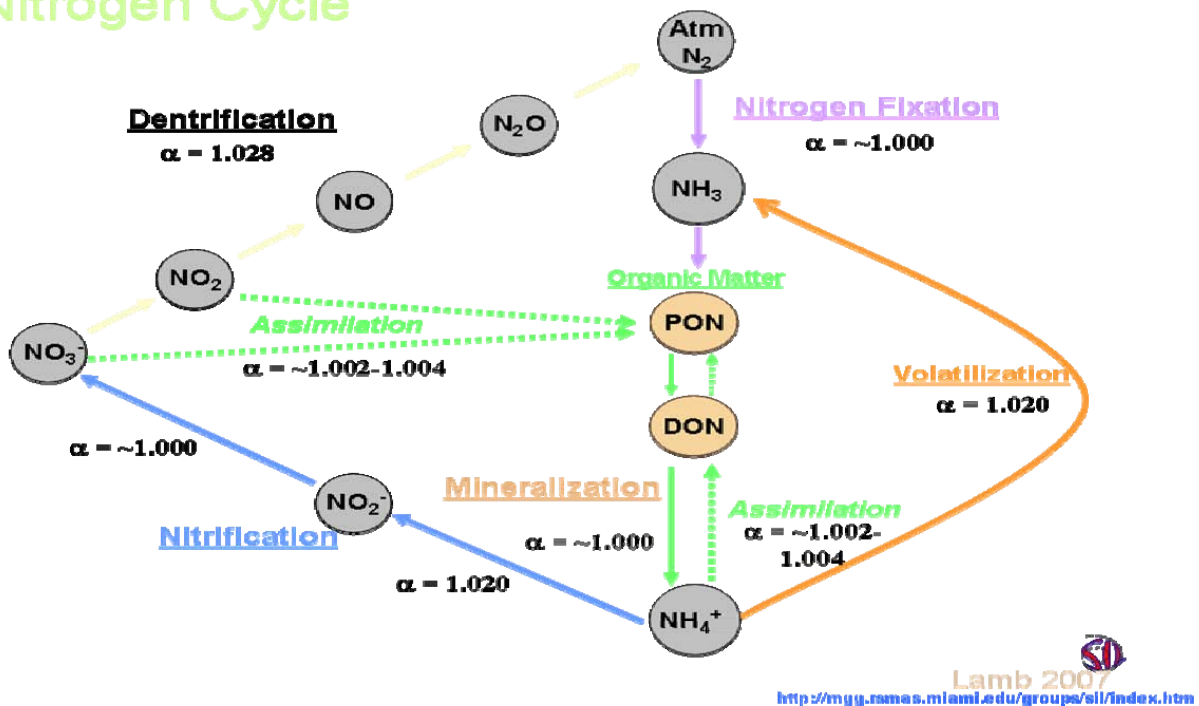 Nitrogen Cycle
Atm
N₂
Dentrification
α = 1.028
N₂O
Nitrogen Fixation
α = ~1.000
NO
NH₃
NO₂
Organic Matter
PON
Assimilation
NO₃⁻
α = ~1.002-1.004
Volatilization
α = 1.020
DON
α = ~1.000
Mineralization
NO₂⁻
Assimilation
Nitrification
α = ~1.000
α = ~1.002-
1.004
α = 1.020
NH₄⁺
Lamb 2007
http://mgg.rsmas.miami.edu/groups/sil/index.htm